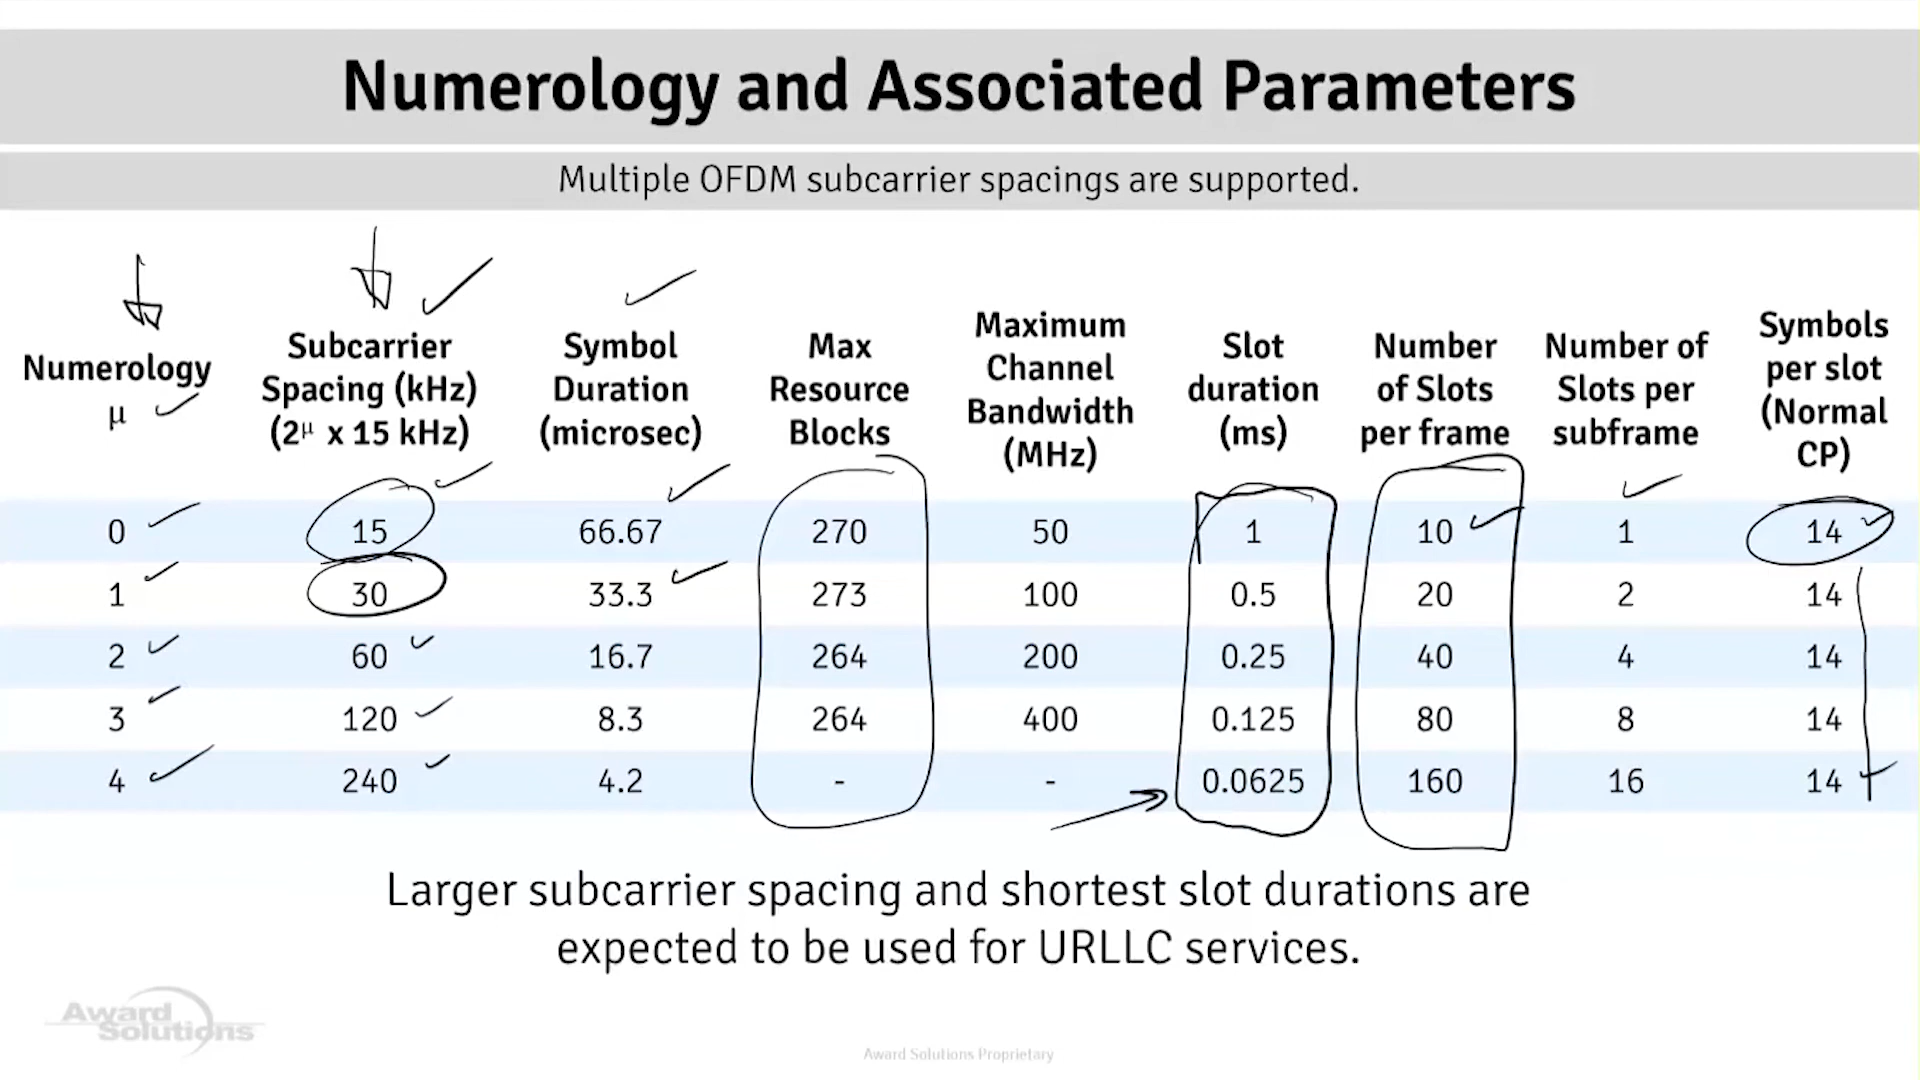 Numerology and Associated Parameters
Multiple OFDM subcarrier spacings are supported.
Numerology
μ
Subcarrier
Spacing (kHz)
(2μ x 15 kHz)
Symbol
Duration
(microsec)
Max
Resource
Blocks
Maximum
Channel
Bandwidth
(MHz)
Slot
duration
(ms)
Number
of Slots
per frame
Number of
Slots per
subframe
Symbols
per slot
(Normal
CP)
0 15 66.67 270 50 1 10 1 14
1 30 33.3 273 100 0.5 20 2 14
2 60 16.7 264 200 0.25 40 4 14
3 120 8.3 264 400 0.125 80 8 14
4 240 4.2 - - 0.0625 160 16 14
Larger subcarrier spacing and shortest slot durations are
expected to be used for URLLC services.
Award
Solutions
Award Solutions Proprietary